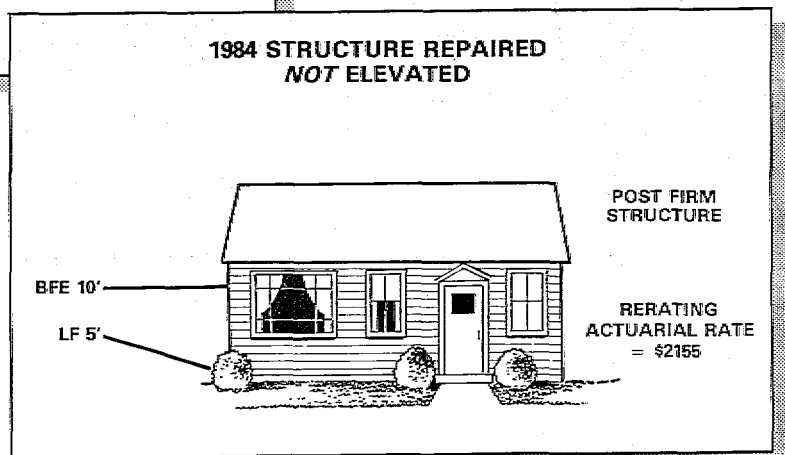 1984 STRUCTURE REPAIRED
NOT ELEVATED
POST FIRM
STRUCTURE
BFE 10'
LF 5'
RERATING
ACTUARIAL RATE
= $2155